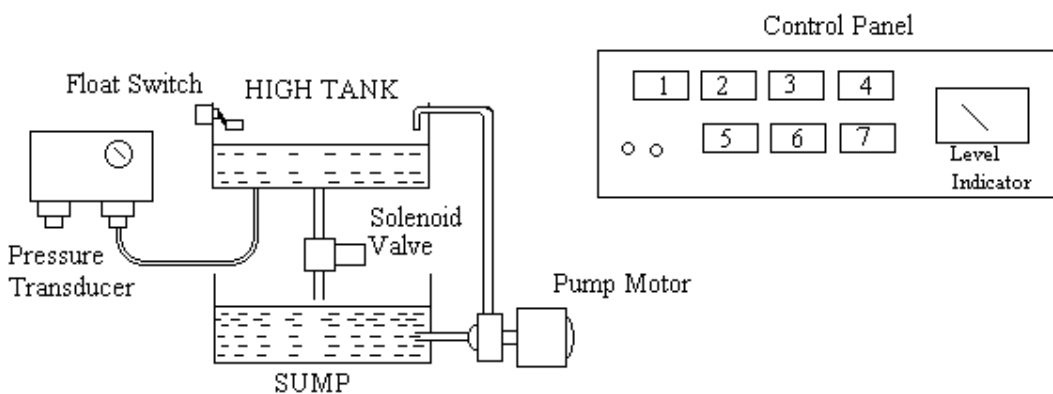 Control Panel
Float Switch
HIGH TANK
1 2 3 4
5 6 7
Level
Indicator
Solenoid
Valve
Pressure
Transducer
Pump Motor
SUMP